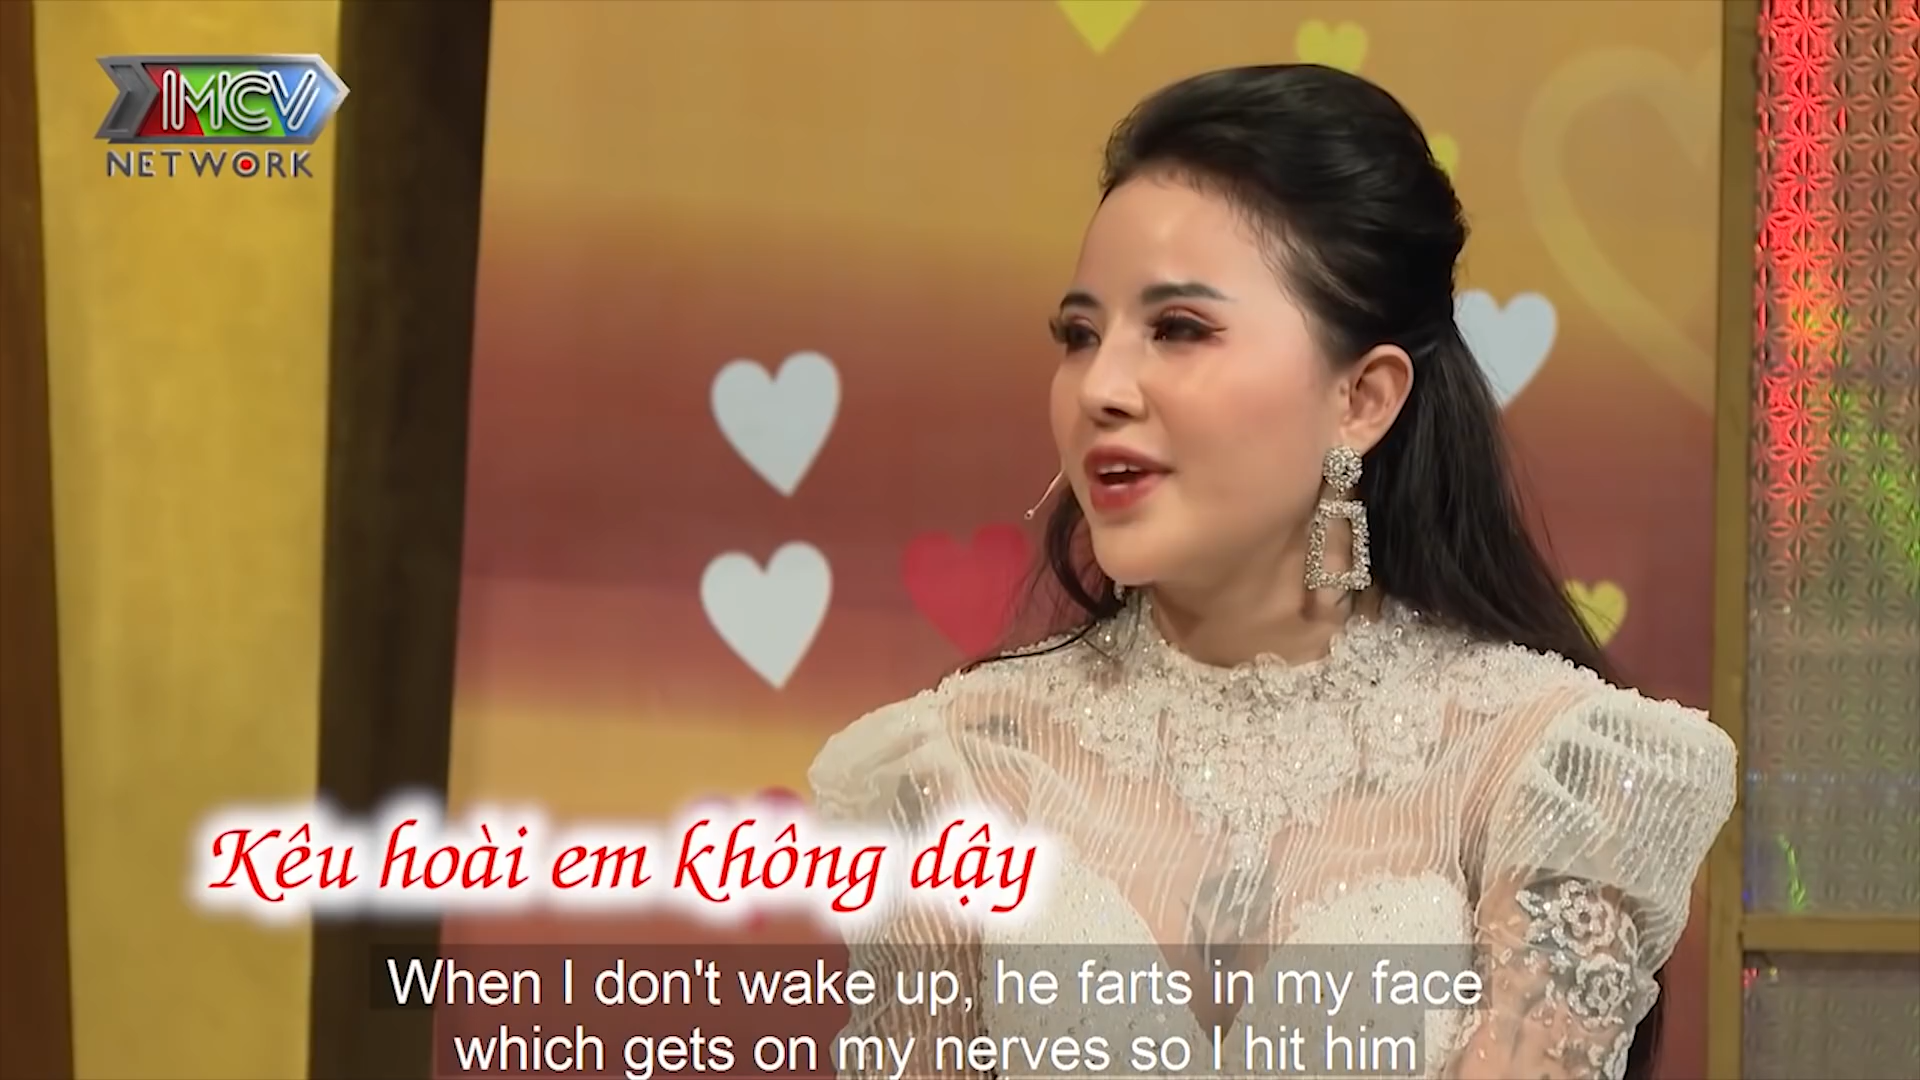 MCV
NETWORK
Kêu hoài em không dậy
When I don't wake up, he farts in my face
which gets on my nerves so I hit him